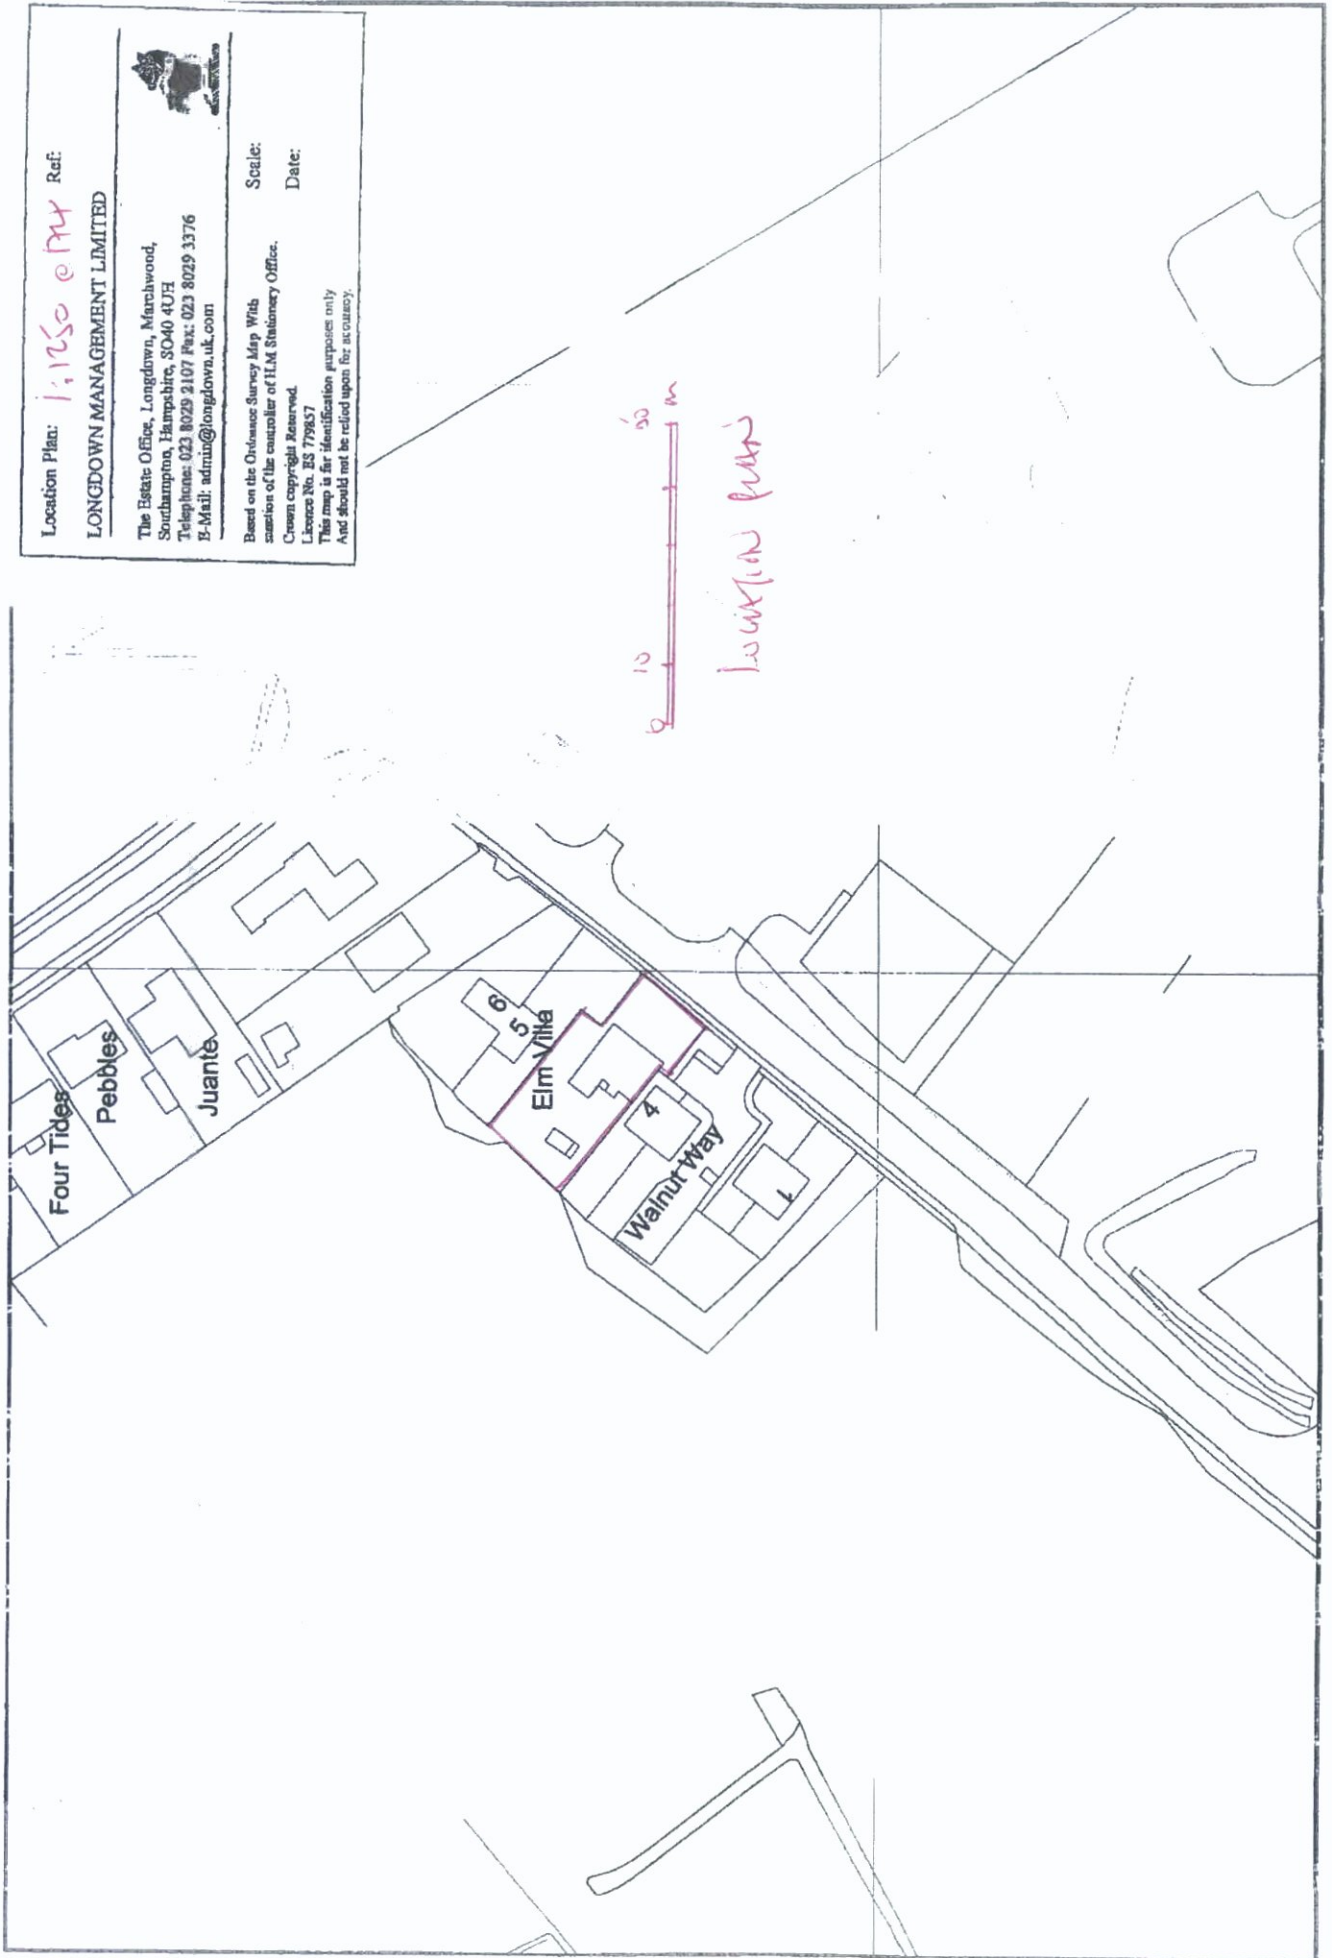 Location Plan: 1:1250 @ A4 Ref:
LONGDOWN MANAGEMENT LIMITED
The Estate Office, Longdown, Marchwood,
Southampton, Hampshire, SO40 4UH
Telephone: 023 8029 2107 Fax: 023 8029 3376
E-Mail: admin@longdown.uk.com
Based on the Ordnance Survey Map With
sanction of the controller of H.M Stationery Office.
Crown copyright Reserved.
Licence No. ES 779857
This map is for identification purposes only
And should not be relied upon for accuracy.
Scale:
Date:
Four Tides
Pebbles
Juante
6
5
Elm Villa
4
Walnut Way
1
0 10 50 m
Location Plan